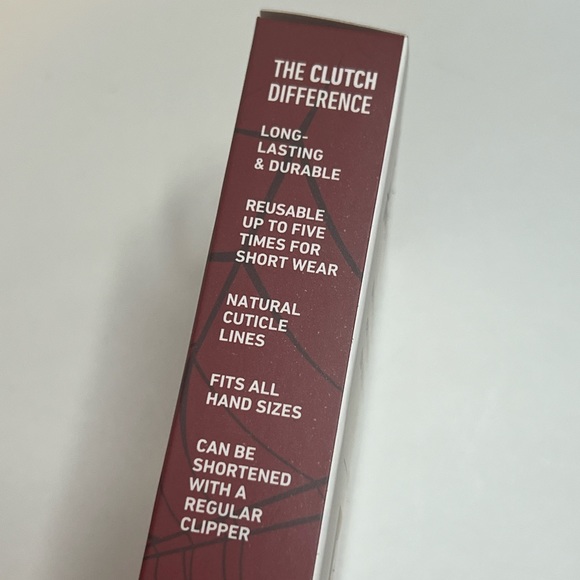 THE CLUTCH
DIFFERENCE
LONG-
LASTING
& DURABLE
REUSABLE
UP TO FIVE
TIMES FOR
SHORT WEAR
NATURAL
CUTICLE
LINES
FITS ALL
HAND SIZES
CAN BE
SHORTENED
WITH A
REGULAR
CLIPPER